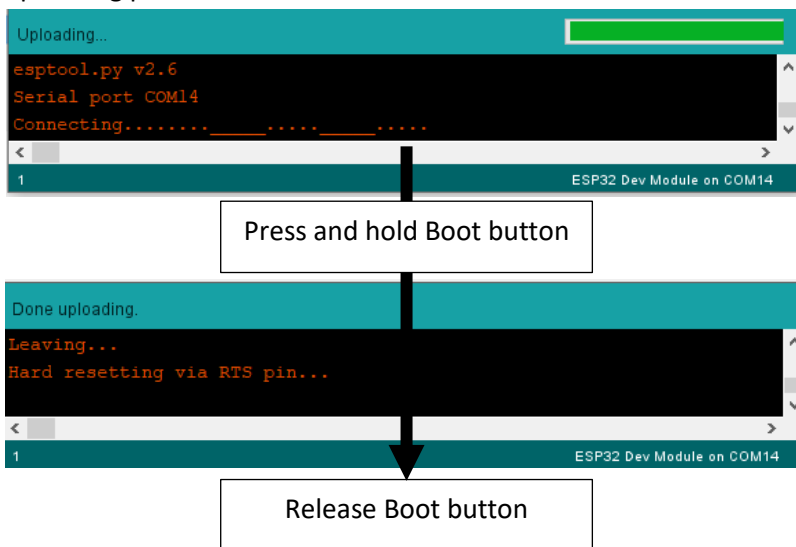 Uploading...
esptool.py v2.6
Serial port COM14
Connecting........_____....._____.....
1 ESP32 Dev Module on COM14
Press and hold Boot button
Done uploading.
Leaving...
Hard resetting via RTS pin...
1 ESP32 Dev Module on COM14
Release Boot button